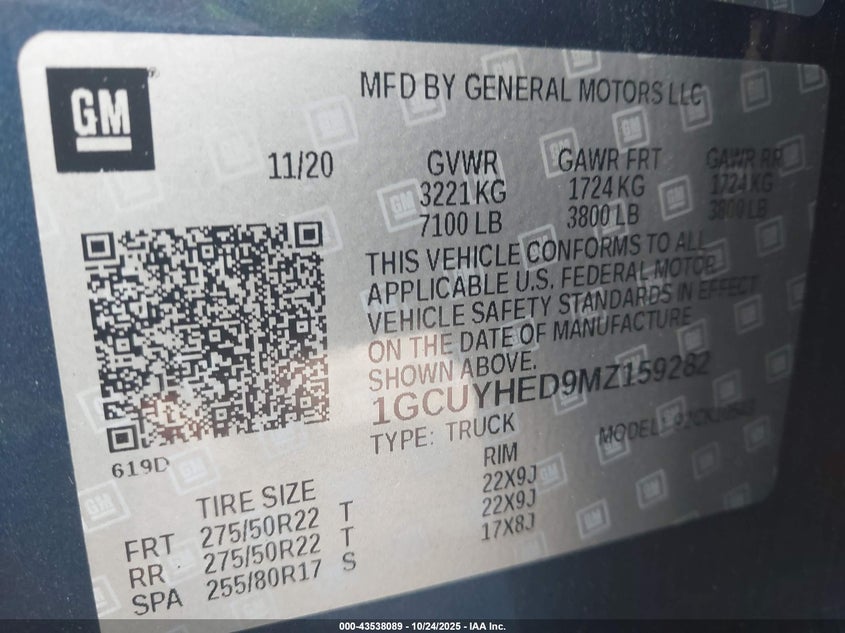 GM
MFD BY GENERAL MOTORS LLC
11/20
GVWR GAWR FRT GAWR RR
3221 KG 1724 KG 1724 KG
7100 LB 3800 LB 3800 LB
THIS VEHICLE CONFORMS TO ALL
APPLICABLE U.S. FEDERAL MOTOR
VEHICLE SAFETY STANDARDS IN EFFECT
ON THE DATE OF MANUFACTURE
SHOWN ABOVE.
1GCUYHED9MZ159282
TYPE: TRUCK MODEL:
619D
TIRE SIZE RIM
FRT 275/50R22 T 22X9J
RR 275/50R22 T 22X9J
SPA 255/80R17 S 17X8J
000-43538089 - 10/24/2025 - IAA Inc.